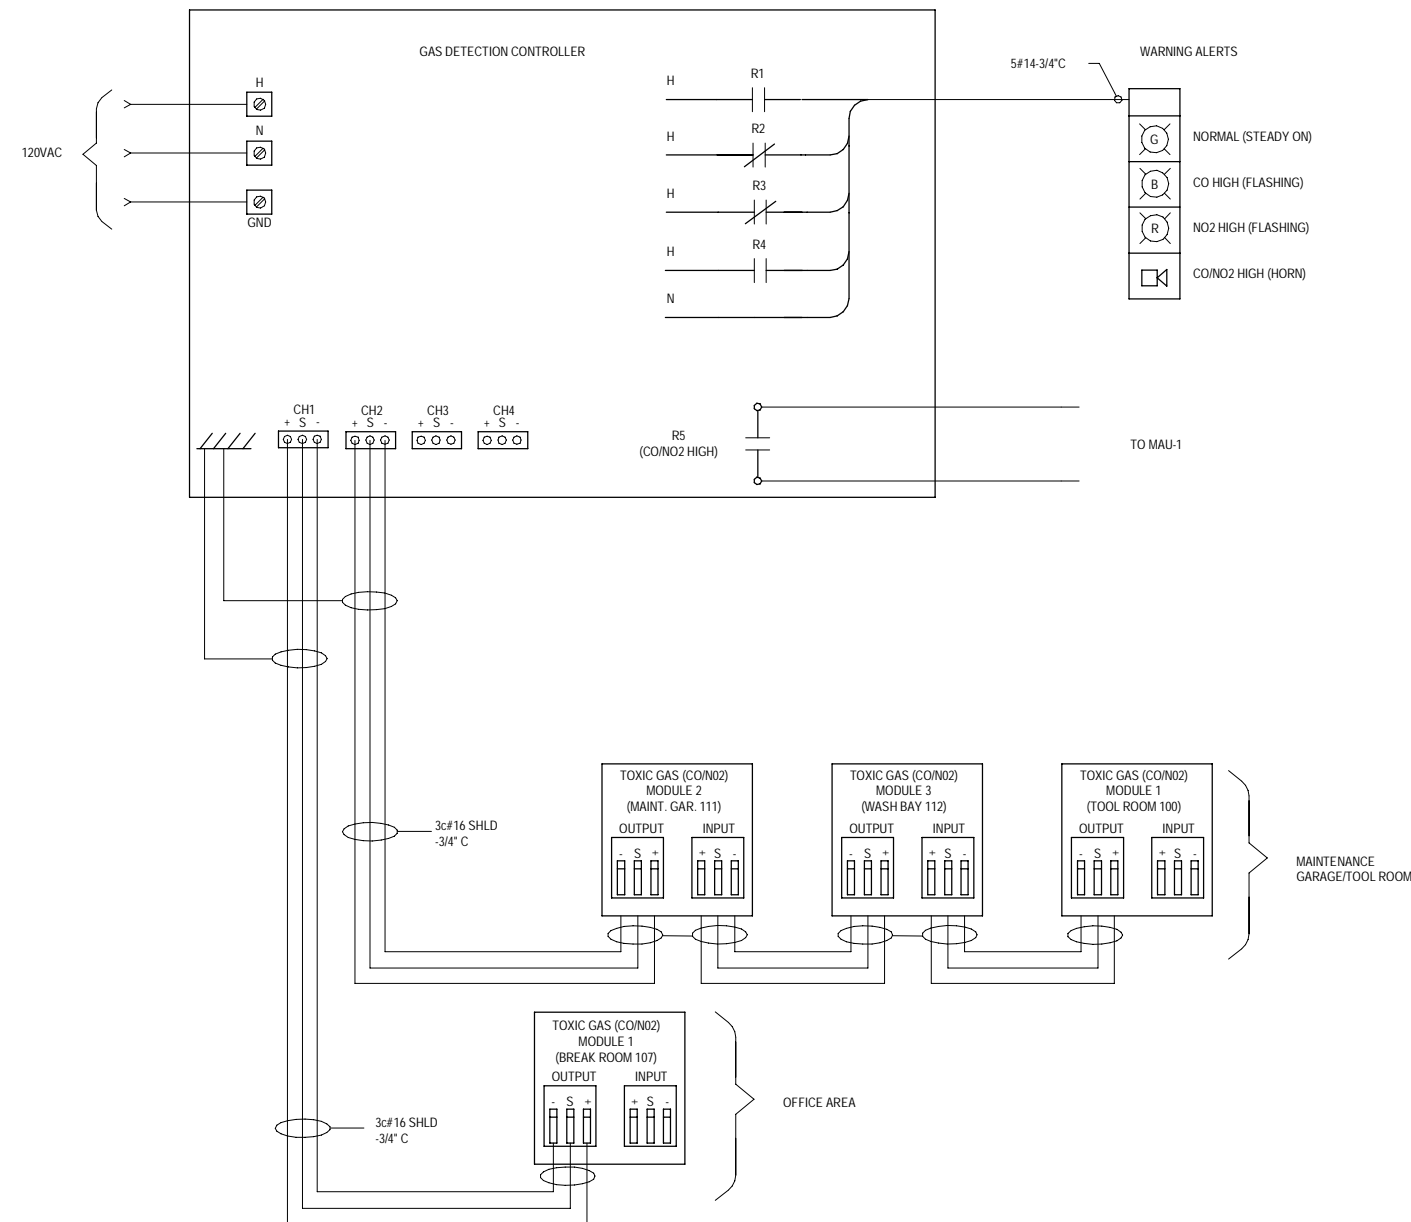 GAS DETECTION CONTROLLER
WARNING ALERTS
5#14-3/4"C
120VAC
H
N
GND
H
R1
H
R2
H
R3
H
R4
N
G
NORMAL (STEADY ON)
B
CO HIGH (FLASHING)
R
NO2 HIGH (FLASHING)
CO/NO2 HIGH (HORN)
CH1
+ S -
CH2
+ S -
CH3
+ S -
CH4
+ S -
R5
(CO/NO2 HIGH)
TO MAU-1
3c#16 SHLD
-3/4" C
TOXIC GAS (CO/N02)
MODULE 2
(MAINT. GAR. 111)
OUTPUT
INPUT
- S +
+ S -
TOXIC GAS (CO/N02)
MODULE 3
(WASH BAY 112)
OUTPUT
INPUT
- S +
+ S -
TOXIC GAS (CO/N02)
MODULE 1
(TOOL ROOM 100)
OUTPUT
INPUT
- S +
+ S -
MAINTENANCE
GARAGE/TOOL ROOM
TOXIC GAS (CO/N02)
MODULE 1
(BREAK ROOM 107)
OUTPUT
INPUT
- S +
+ S -
OFFICE AREA
3c#16 SHLD
-3/4" C